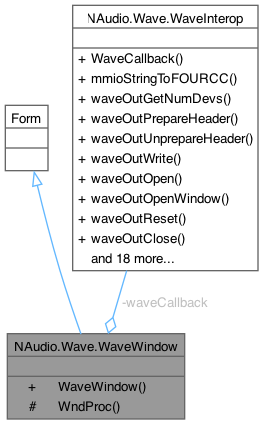 NAudio.Wave.WaveInterop
+ WaveCallback()
+ mmioStringToFOURCC()
+ waveOutGetNumDevs()
+ waveOutPrepareHeader()
+ waveOutUnprepareHeader()
+ waveOutWrite()
+ waveOutOpen()
+ waveOutOpenWindow()
+ waveOutReset()
+ waveOutClose()
and 18 more...
Form
-waveCallback
NAudio.Wave.WaveWindow
+ WaveWindow()
# WndProc()